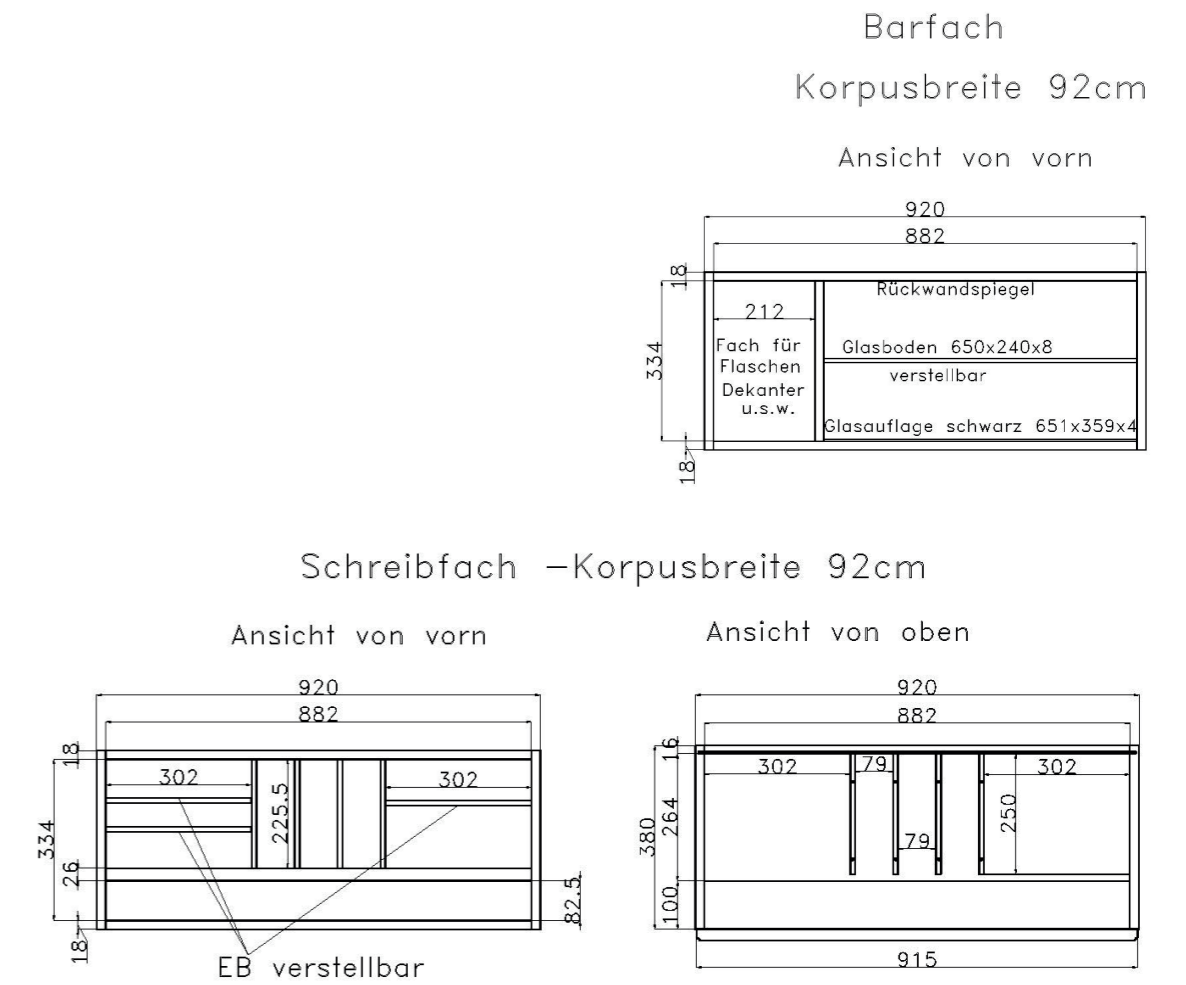 Barfach
Korpusbreite 92cm
Ansicht von vorn
920
882
18
Rückwandspiegel
212
334
Fach für
Flaschen
Dekanter
u.s.w.
Glasboden 650x240x8
verstellbar
Glasauflage schwarz 651x359x4
18
Schreibfach -Korpusbreite 92cm
Ansicht von vorn
920
882
18
302
302
225.5
334
26
82.5
18
EB verstellbar
Ansicht von oben
920
882
16
302
79
302
250
264
380
79
100
915